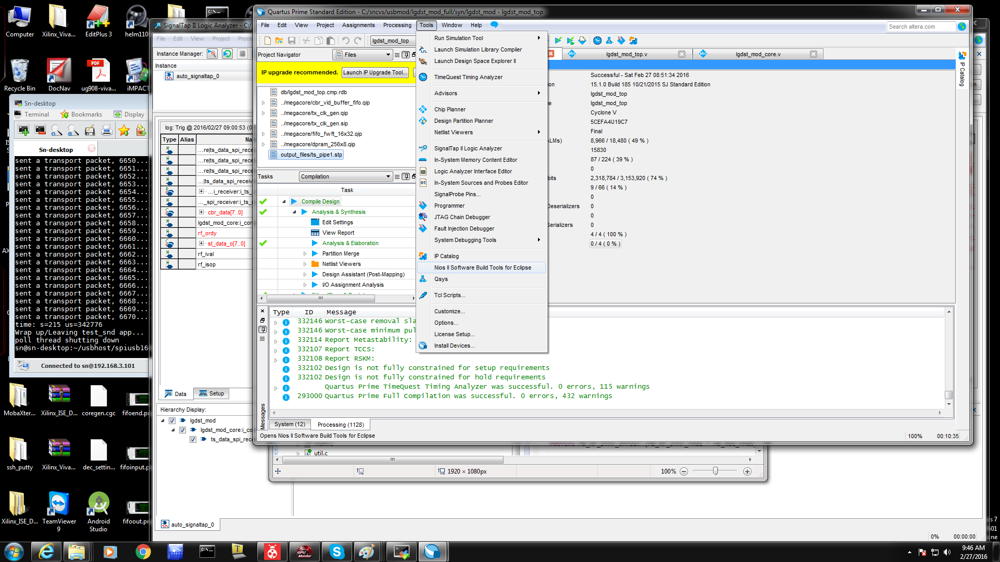 Computer
Xilinx_Viva...
EditPlus 3
helm110
Recycle Bin
DocNav
ug908-viva...
iMPACT
SignalTap II Logic Analyzer - C:/s
File Edit View Project Proce
Instance Manager:
Instance
auto_signaltap_0
log: Trig @ 2016/02/27 09:00:53 (0
Type Alias Na
...re|ts_data_spi_rece
...re|ts_data_spi_rece
...re|ts_data_spi_rece
...|ts_data_spi_receiver
...i_receiver:i_ts_
..._spi_receiver:i_ts_r
cbr_data[7..0]
lgdst_mod_core:i_cor
rf_ordy
st_data_o[7..0]
rf_ival
rf_isop
Data
Setup
Hierarchy Display:
lgdst_mod
lgdst_mod_core:i_co
ts_data_spi_rece
auto_signaltap_0
0% 00:00:00
Sn-desktop
Terminal Bookmarks Display
Sn-desktop
sent a transport packet, 6650...
sent a transport packet, 6651...
sent a transport packet, 6652...
sent a transport packet, 6653...
sent a transport packet, 6654...
sent a transport packet, 6655...
sent a transport packet, 6656...
sent a transport packet, 6657...
sent a transport packet, 6658...
sent a transport packet, 6659...
sent a transport packet, 6660...
sent a transport packet, 6661...
sent a transport packet, 6662...
sent a transport packet, 6663...
sent a transport packet, 6664...
sent a transport packet, 6665...
sent a transport packet, 6666...
sent a transport packet, 6667...
sent a transport packet, 6668...
sent a transport packet, 6669...
sent a transport packet, 6670...
time: s=215 us=342776
Wrap up/Leaving test_snd app...
poll thread shutting down
sn@sn-desktop:~/usbhost/spiusb16
Connected to sn@192.168.3.101
MobaXter...
Xilinx_ISE_D...
coregen.cgc
fifoend.pr
ssh_putty
Xilinx_Viva...
dec_settin...
fifoinput.pr
Xilinx_ISE_D...
TeamViewer 9
Android Studio
fifoout.pr
Quartus Prime Standard Edition - C:/sncvs/usbmod/lgdst_mod_full/syn/lgdst_mod - lgdst_mod_top
File Edit View Project Assignments Processing Tools Window Help
Search altera.com
lgdst_mod_top
Project Navigator
Files
IP upgrade recommended.
Launch IP Upgrade Tool...
db/lgdst_mod_top.cmp.rdb
../megacore/cbr_vid_buffer_fifo.qip
../megacore/tx_clk_gen.qip
../megacore/tx_clk_gen.sip
../megacore/fifo_fwft_16x32.qip
../megacore/dpram_256x8.qip
output_files/ts_pipe1.stp
Tasks
Compilation
Task
Compile Design
Analysis & Synthesis
Edit Settings
View Report
Analysis & Elaboration
Partition Merge
Netlist Viewers
Design Assistant (Post-Mapping)
I/O Assignment Analysis
Run Simulation Tool
Launch Simulation Library Compiler
Launch Design Space Explorer II
TimeQuest Timing Analyzer
Advisors
Chip Planner
Design Partition Planner
Netlist Viewers
SignalTap II Logic Analyzer
In-System Memory Content Editor
Logic Analyzer Interface Editor
In-System Sources and Probes Editor
SignalProbe Pins...
Programmer
JTAG Chain Debugger
Fault Injection Debugger
System Debugging Tools
IP Catalog
Nios II Software Build Tools for Eclipse
Qsys
Tcl Scripts...
Customize...
Options...
License Setup...
Install Devices...
lgdst_mod_top.v
lgdst_mod_core.v
IP Catalog
Successful - Sat Feb 27 08:51:34 2016
ion 15.1.0 Build 185 10/21/2015 SJ Standard Edition
lgdst_mod_top
ne lgdst_mod_top
Cyclone V
5CEFA4U19C7
Final
LMs) 8,966 / 18,480 ( 49 % )
15830
87 / 224 ( 39 % )
0
bits 2,318,784 / 3,153,920 ( 74 % )
9 / 66 ( 14 % )
0
Deserializers 0
0
Serializers 0
4 / 4 ( 100 % )
0 / 4 ( 0 % )
Type ID Message
332146 Worst-case removal sla
332146 Worst-case minimum pul
332114 Report Metastability:
332107 Report TCCS:
332108 Report RSKM:
332102 Design is not fully constrained for setup requirements
332102 Design is not fully constrained for hold requirements
Quartus Prime TimeQuest Timing Analyzer was successful. 0 errors, 115 warnings
293000 Quartus Prime Full Compilation was successful. 0 errors, 432 warnings
Messages
System (12)
Processing (1128)
Opens Nios II Software Build Tools for Eclipse
100% 00:10:35
util.c
1920 × 1080px
100%
9:46 AM
2/27/2016